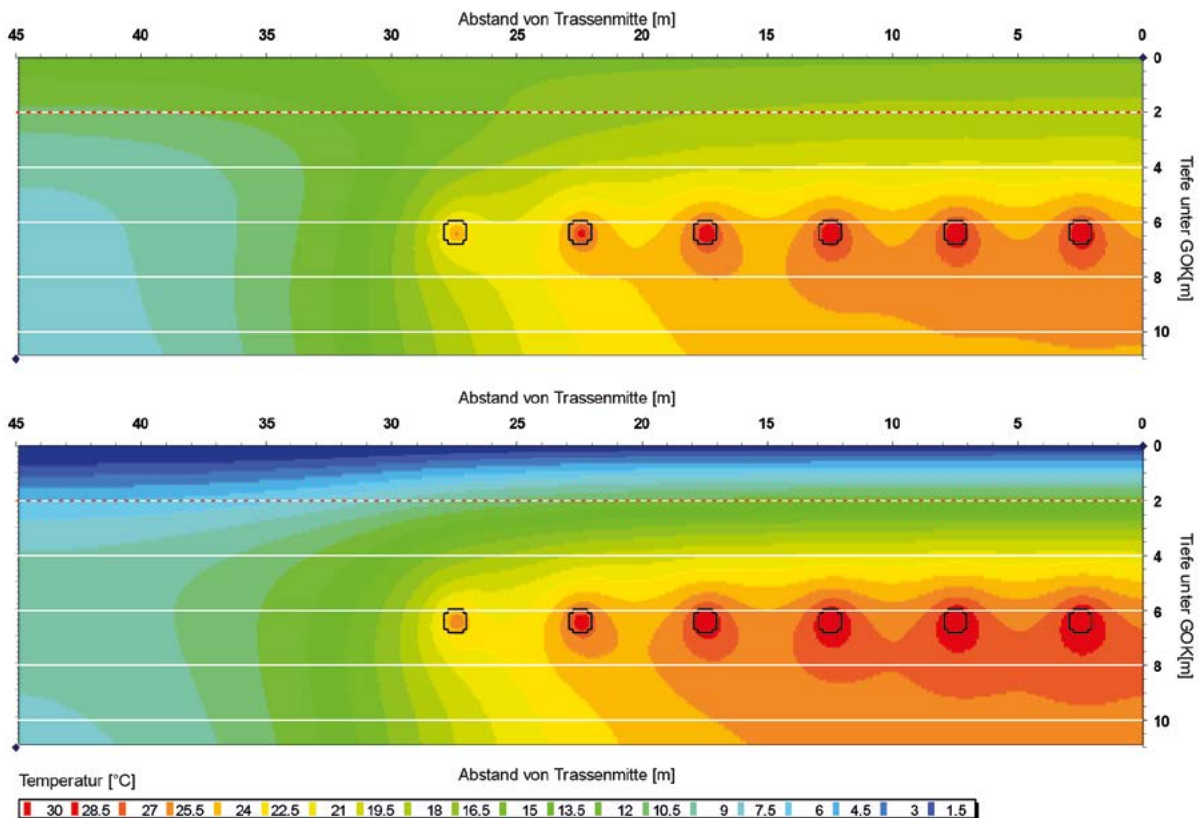 Abstand von Trassenmitte [m]
45 40 35 30 25 20 15 10 5 0
0
2
4
6
8
10
Tiefe unter GOK[m]
Abstand von Trassenmitte [m]
45 40 35 30 25 20 15 10 5 0
0
2
4
6
8
10
Tiefe unter GOK[m]
Temperatur [°C]
Abstand von Trassenmitte [m]
30 28.5 27 25.5 24 22.5 21 19.5 18 16.5 15 13.5 12 10.5 9 7.5 6 4.5 3 1.5